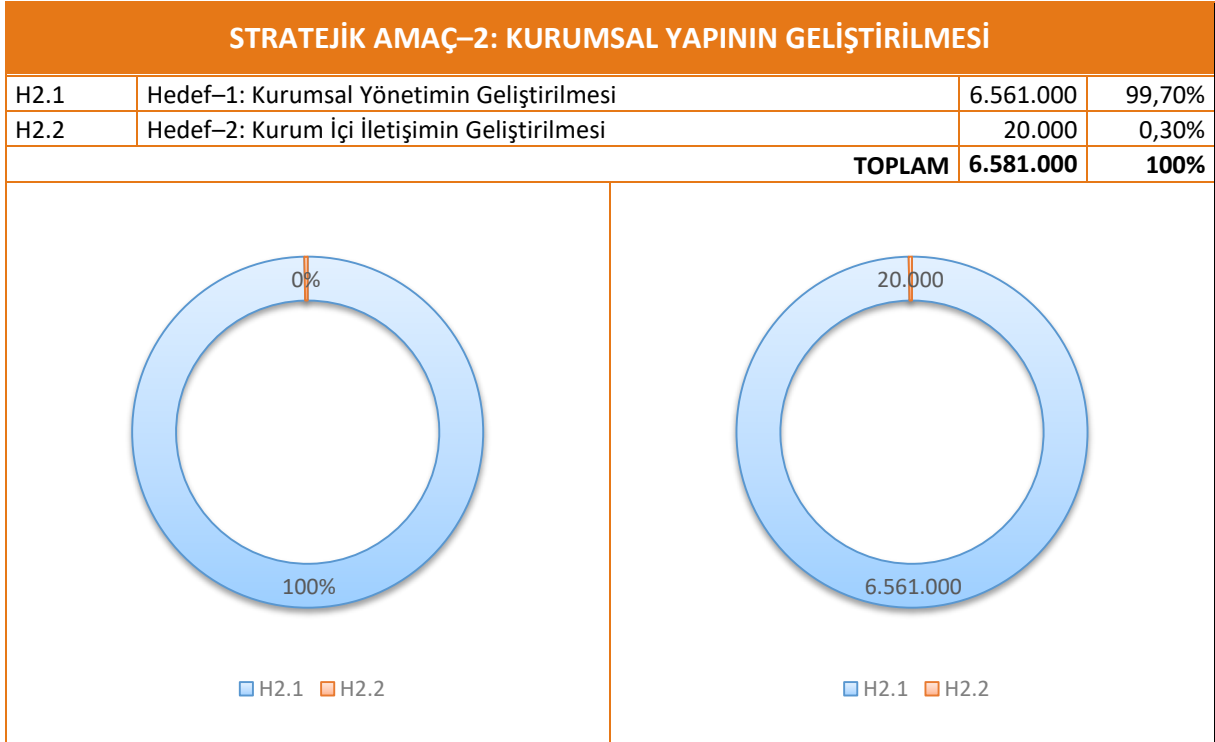 STRATEJİK AMAÇ–2: KURUMSAL YAPININ GELİŞTİRİLMESİ
H2.1 Hedef–1: Kurumsal Yönetimin Geliştirilmesi 6.561.000 99,70%
H2.2 Hedef–2: Kurum İçi İletişimin Geliştirilmesi 20.000 0,30%
TOPLAM 6.581.000 100%
0%
100%
H2.1 H2.2
20.000
6.561.000
H2.1 H2.2